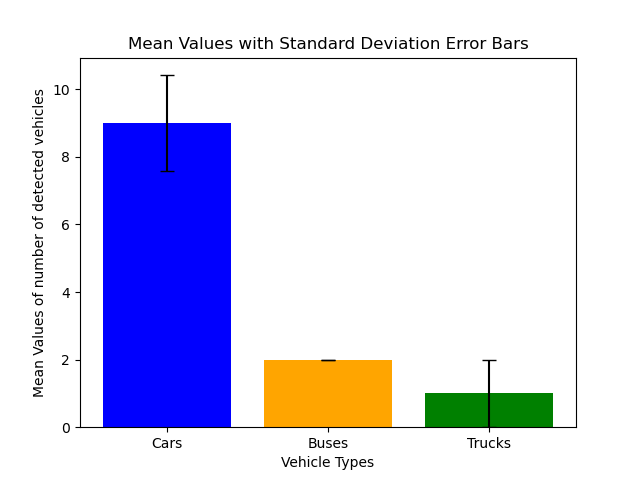 Mean Values with Standard Deviation Error Bars
Mean Values of number of detected vehicles
10
8
6
4
2
0
Cars Buses Trucks
Vehicle Types